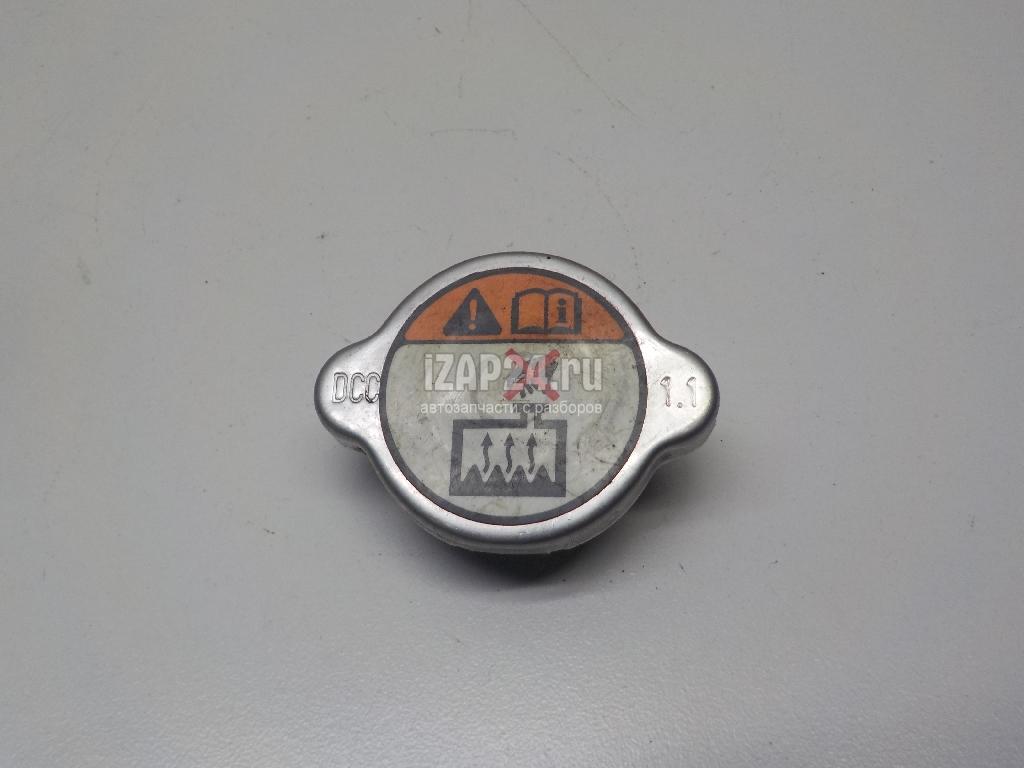 iZAP24.ru
DCC
1.1
автозапчасти с разборов